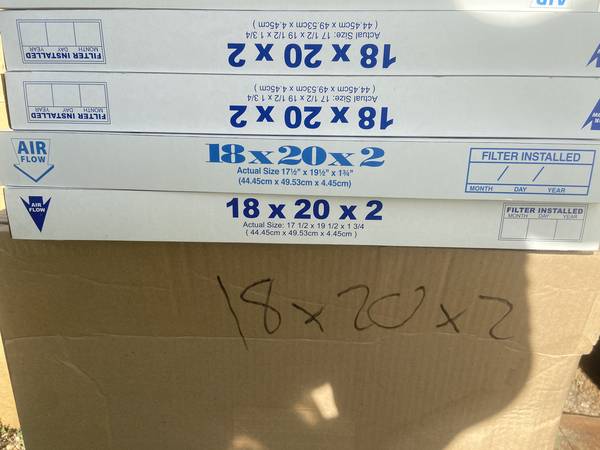 AIR
FILTER INSTALLED
MONTH DAY YEAR
18 x 20 x 2
Actual Size: 17 1/2 x 19 1/2 x 1 3/4
( 44.45cm x 49.53cm x 4.45cm )
FILTER INSTALLED
MONTH DAY YEAR
18 x 20 x 2
Actual Size: 17 1/2 x 19 1/2 x 1 3/4
( 44.45cm x 49.53cm x 4.45cm )
AIR
FLOW
18x20x2
Actual Size 17½" x 19½" x 1¾"
(44.45cm x 49.53cm x 4.45cm)
FILTER INSTALLED
/ /
MONTH DAY YEAR
AIR
FLOW
18 x 20 x 2
Actual Size: 17 1/2 x 19 1/2 x 1 3/4
( 44.45cm x 49.53cm x 4.45cm )
FILTER INSTALLED
MONTH DAY YEAR
18 x 20 x 2